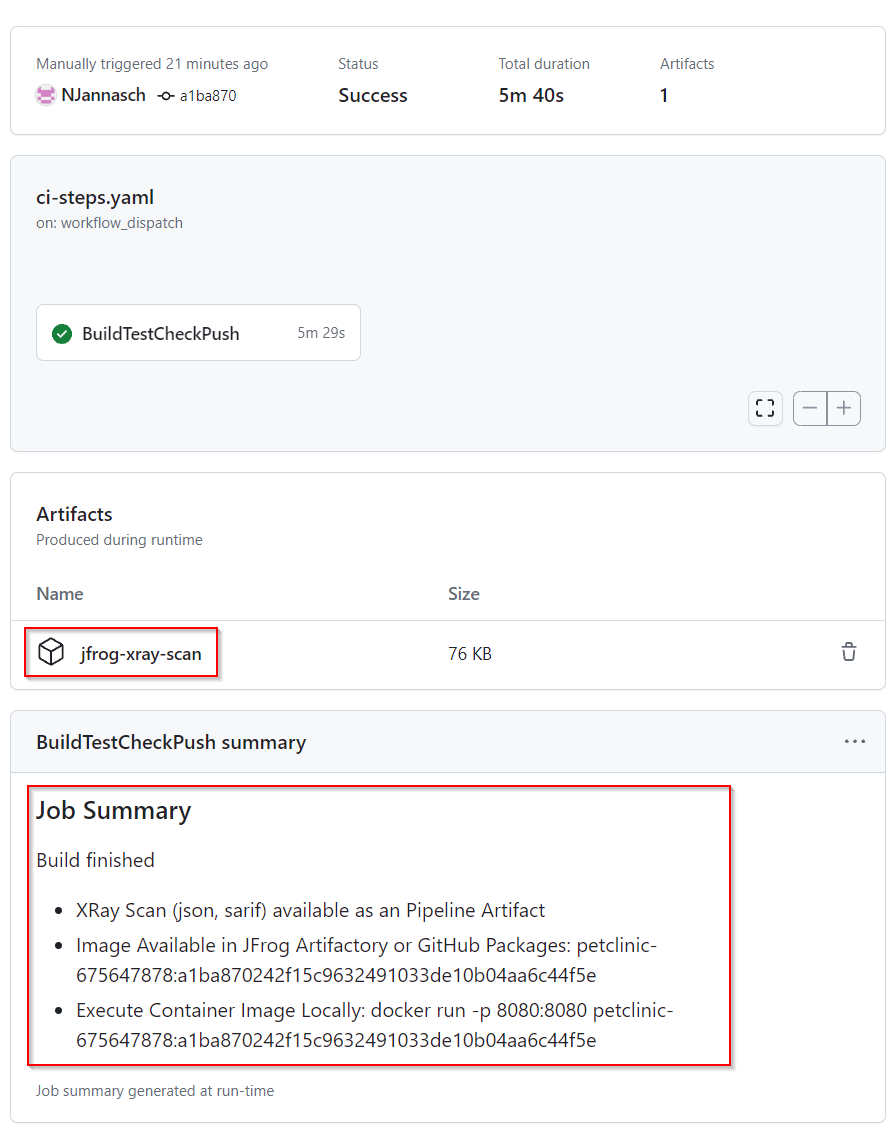 Manually triggered 21 minutes ago
NJannasch a1ba870
Status
Success
Total duration
5m 40s
Artifacts
1
ci-steps.yaml
on: workflow_dispatch
BuildTestCheckPush 5m 29s
Artifacts
Produced during runtime
Name Size
jfrog-xray-scan 76 KB
BuildTestCheckPush summary
Job Summary
Build finished
• XRay Scan (json, sarif) available as an Pipeline Artifact
• Image Available in JFrog Artifactory or GitHub Packages: petclinic-
675647878:a1ba870242f15c9632491033de10b04aa6c44f5e
• Execute Container Image Locally: docker run -p 8080:8080 petclinic-
675647878:a1ba870242f15c9632491033de10b04aa6c44f5e
Job summary generated at run-time